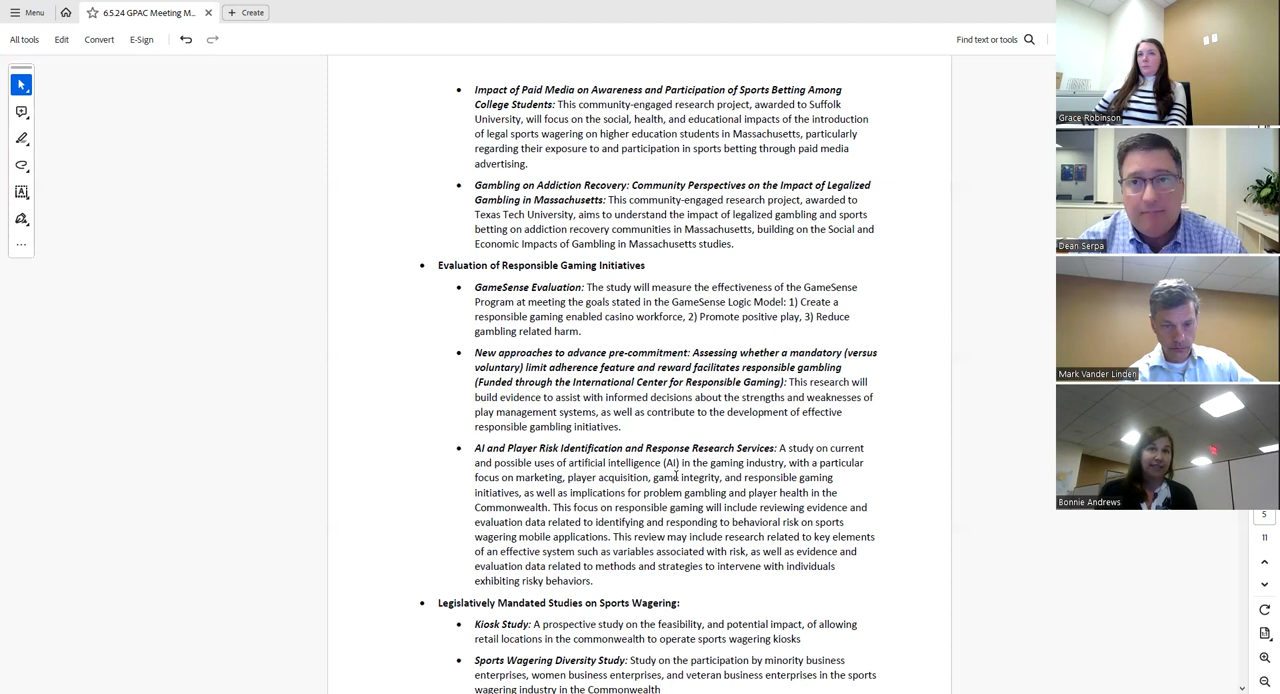 Menu
6.5.24 GPAC Meeting M...
Create
All tools
Edit
Convert
E-Sign
Find text or tools
Impact of Paid Media on Awareness and Participation of Sports Betting Among
College Students: This community-engaged research project, awarded to Suffolk
University, will focus on the social, health, and educational impacts of the introduction
of legal sports wagering on higher education students in Massachusetts, particularly
regarding their exposure to and participation in sports betting through paid media
advertising.
Gambling on Addiction Recovery: Community Perspectives on the Impact of Legalized
Gambling in Massachusetts: This community-engaged research project, awarded to
Texas Tech University, aims to understand the impact of legalized gambling and sports
betting on addiction recovery communities in Massachusetts, building on the Social and
Economic Impacts of Gambling in Massachusetts studies.
Evaluation of Responsible Gaming Initiatives
GameSense Evaluation: The study will measure the effectiveness of the GameSense
Program at meeting the goals stated in the GameSense Logic Model: 1) Create a
responsible gaming enabled casino workforce, 2) Promote positive play, 3) Reduce
gambling related harm.
New approaches to advance pre-commitment: Assessing whether a mandatory (versus
voluntary) limit adherence feature and reward facilitates responsible gambling
(Funded through the International Center for Responsible Gaming): This research will
build evidence to assist with informed decisions about the strengths and weaknesses of
play management systems, as well as contribute to the development of effective
responsible gambling initiatives.
AI and Player Risk Identification and Response Research Services: A study on current
and possible uses of artificial intelligence (AI) in the gaming industry, with a particular
focus on marketing, player acquisition, game integrity, and responsible gaming
initiatives, as well as implications for problem gambling and player health in the
Commonwealth. This focus on responsible gaming will include reviewing evidence and
evaluation data related to identifying and responding to behavioral risk on sports
wagering mobile applications. This review may include research related to key elements
of an effective system such as variables associated with risk, as well as evidence and
evaluation data related to methods and strategies to intervene with individuals
exhibiting risky behaviors.
Legislatively Mandated Studies on Sports Wagering:
Kiosk Study: A prospective study on the feasibility, and potential impact, of allowing
retail locations in the commonwealth to operate sports wagering kiosks
Sports Wagering Diversity Study: Study on the participation by minority business
enterprises, women business enterprises, and veteran business enterprises in the sports
wagering industry in the Commonwealth
Grace Robinson
Dean Serpa
Mark Vander Linden
Bonnie Andrews
5
11